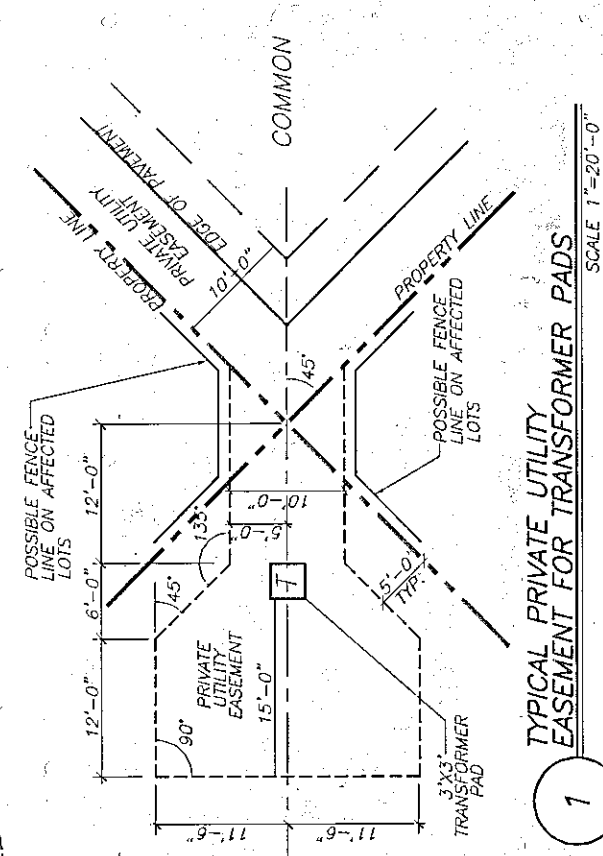 POSSIBLE FENCE
LINE ON AFFECTED
LOTS
12'-0"
6'-0"
12'-0"
PROPERTY LINE
PRIVATE UTILITY
EASEMENT
EDGE OF PAVEMENT
10'-0"
COMMON
45°
PROPERTY LINE
90°
45°
135°
5'-0"
10'-0"
PRIVATE
UTILITY
EASEMENT
15'-0"
T
5'-0"
TYP.
11'-6"
11'-6"
3'X3'
TRANSFORMER
PAD
POSSIBLE FENCE
LINE ON AFFECTED
LOTS
1
TYPICAL PRIVATE UTILITY
EASEMENT FOR TRANSFORMER PADS
SCALE 1"=20'-0"